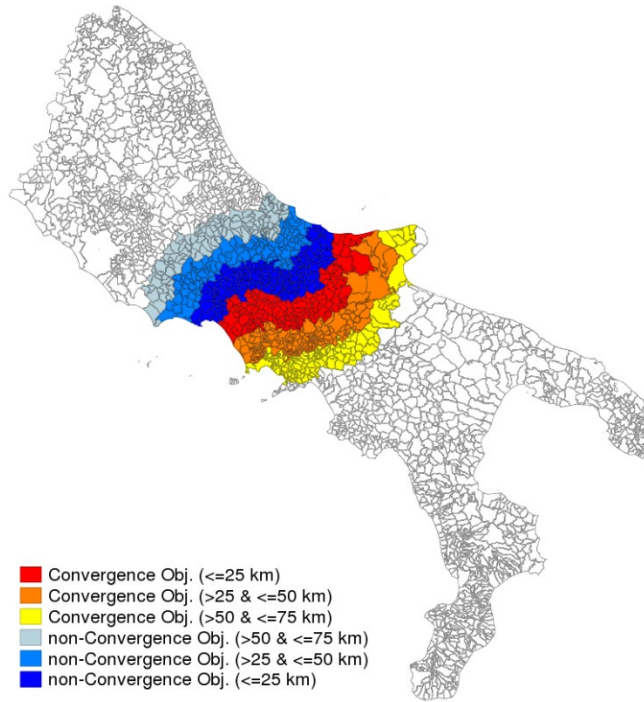 Convergence Obj. (<=25 km)
Convergence Obj. (>25 & <=50 km)
Convergence Obj. (>50 & <=75 km)
non-Convergence Obj. (>50 & <=75 km)
non-Convergence Obj. (>25 & <=50 km)
non-Convergence Obj. (<=25 km)